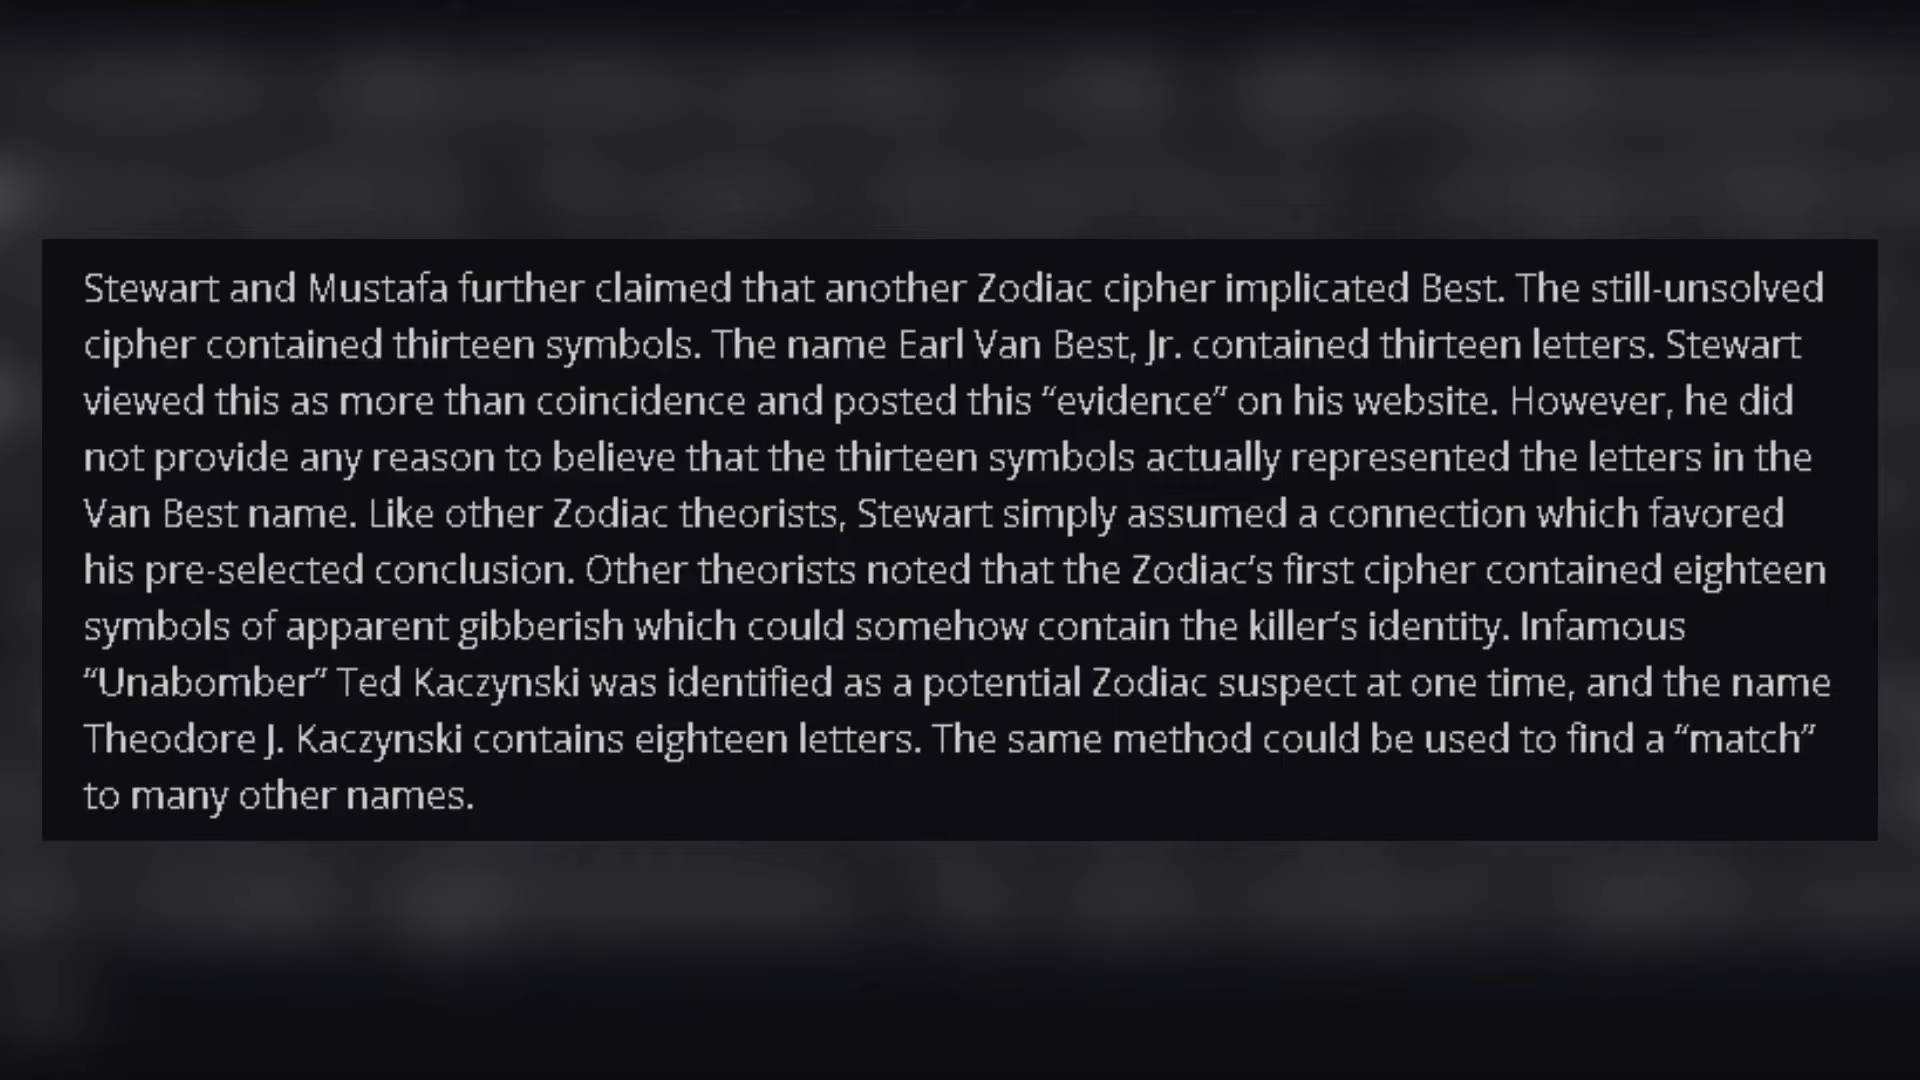 Stewart and Mustafa further claimed that another Zodiac cipher implicated Best. The still-unsolved
cipher contained thirteen symbols. The name Earl Van Best, Jr. contained thirteen letters. Stewart
viewed this as more than coincidence and posted this “evidence” on his website. However, he did
not provide any reason to believe that the thirteen symbols actually represented the letters in the
Van Best name. Like other Zodiac theorists, Stewart simply assumed a connection which favored
his pre-selected conclusion. Other theorists noted that the Zodiac’s first cipher contained eighteen
symbols of apparent gibberish which could somehow contain the killer’s identity. Infamous
“Unabomber” Ted Kaczynski was identified as a potential Zodiac suspect at one time, and the name
Theodore J. Kaczynski contains eighteen letters. The same method could be used to find a “match”
to many other names.